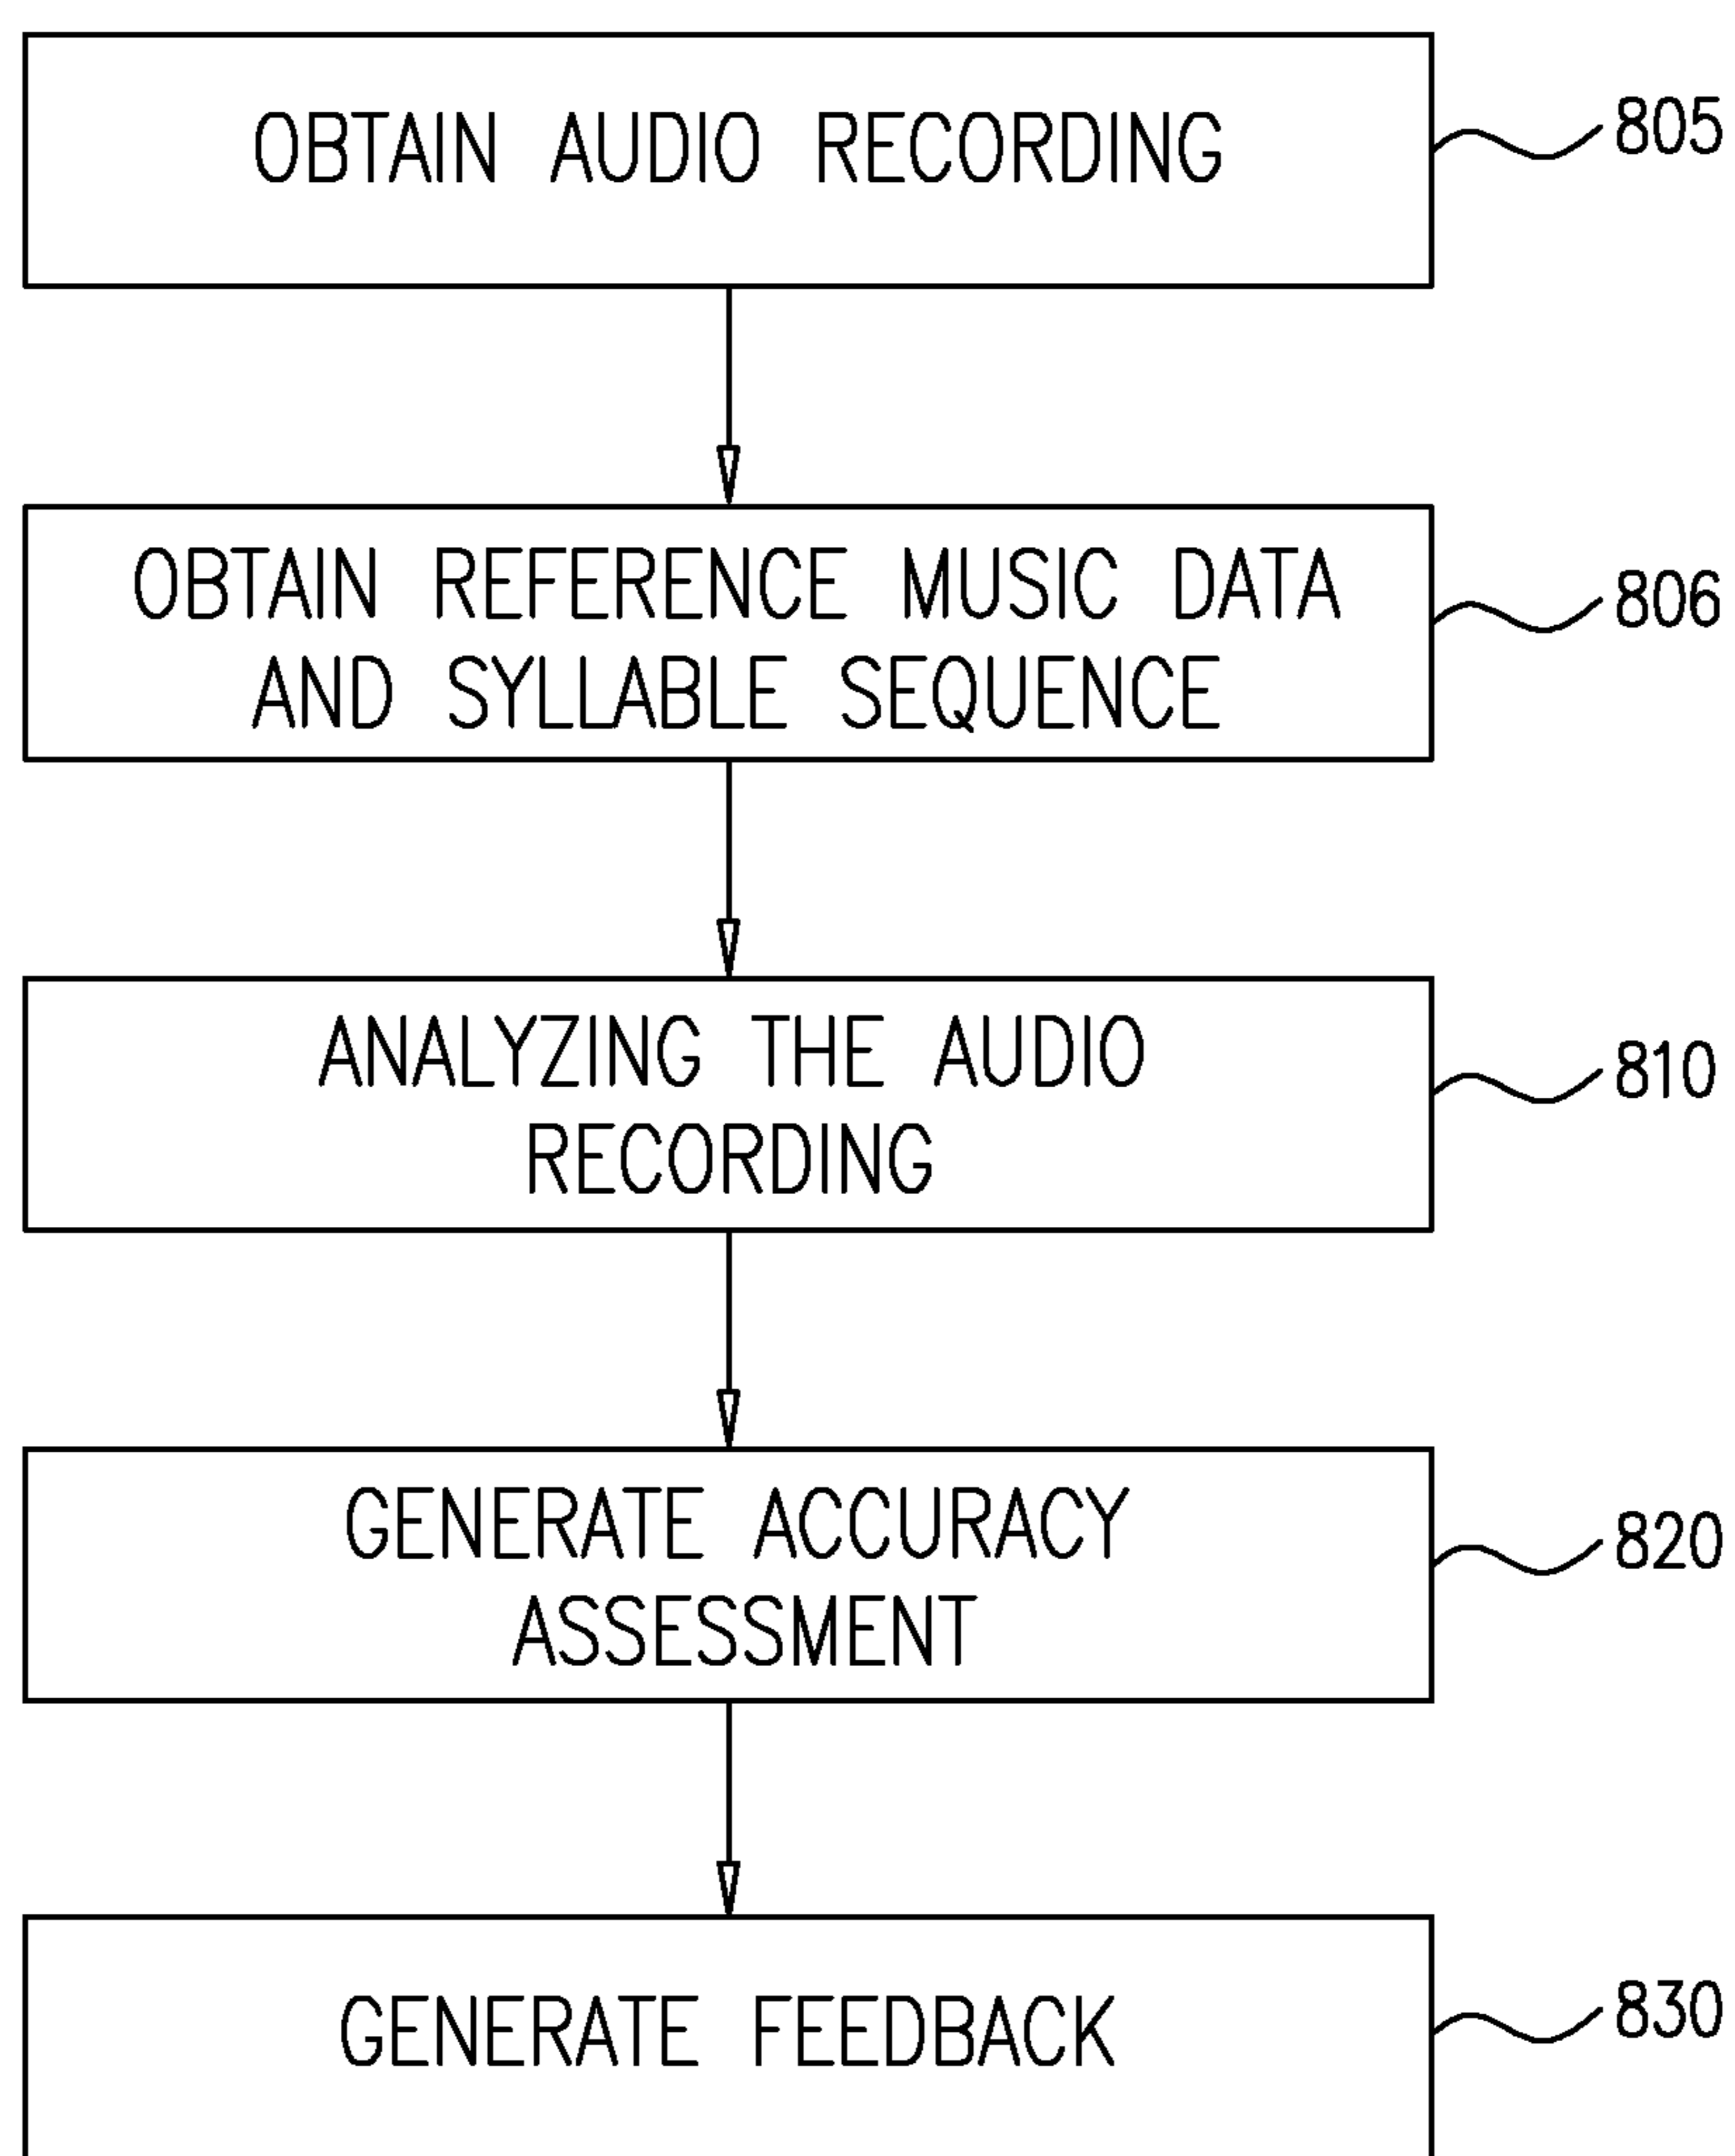 OBTAIN AUDIO RECORDING
805
OBTAIN REFERENCE MUSIC DATA
AND SYLLABLE SEQUENCE
806
ANALYZING THE AUDIO
RECORDING
810
GENERATE ACCURACY
ASSESSMENT
820
GENERATE FEEDBACK
830